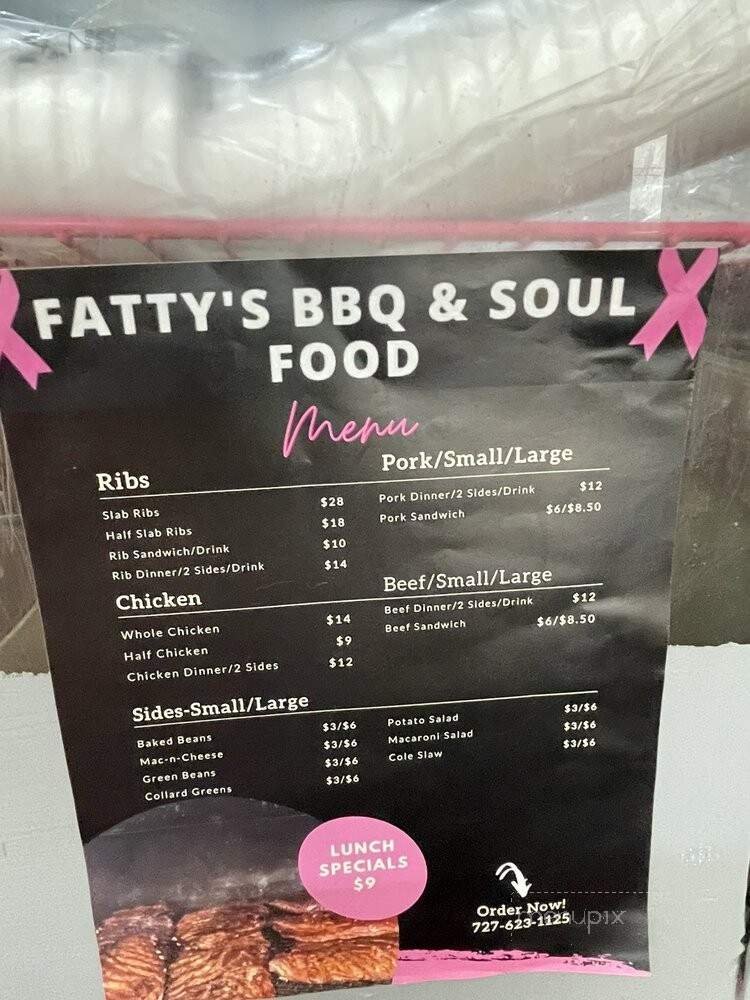 FATTY'S BBQ & SOUL
FOOD
Menu
Ribs
Slab Ribs $28
Half Slab Ribs $18
Rib Sandwich/Drink $10
Rib Dinner/2 Sides/Drink $14
Pork/Small/Large
Pork Dinner/2 Sides/Drink $12
Pork Sandwich $6/$8.50
Chicken
Whole Chicken $14
Half Chicken $9
Chicken Dinner/2 Sides $12
Beef/Small/Large
Beef Dinner/2 Sides/Drink $12
Beef Sandwich $6/$8.50
Sides-Small/Large
Baked Beans $3/$6
Mac-n-Cheese $3/$6
Green Beans $3/$6
Collard Greens $3/$6
Potato Salad $3/$6
Macaroni Salad $3/$6
Cole Slaw $3/$6
LUNCH
SPECIALS
$9
Order Now!
727-623-1125
menupix